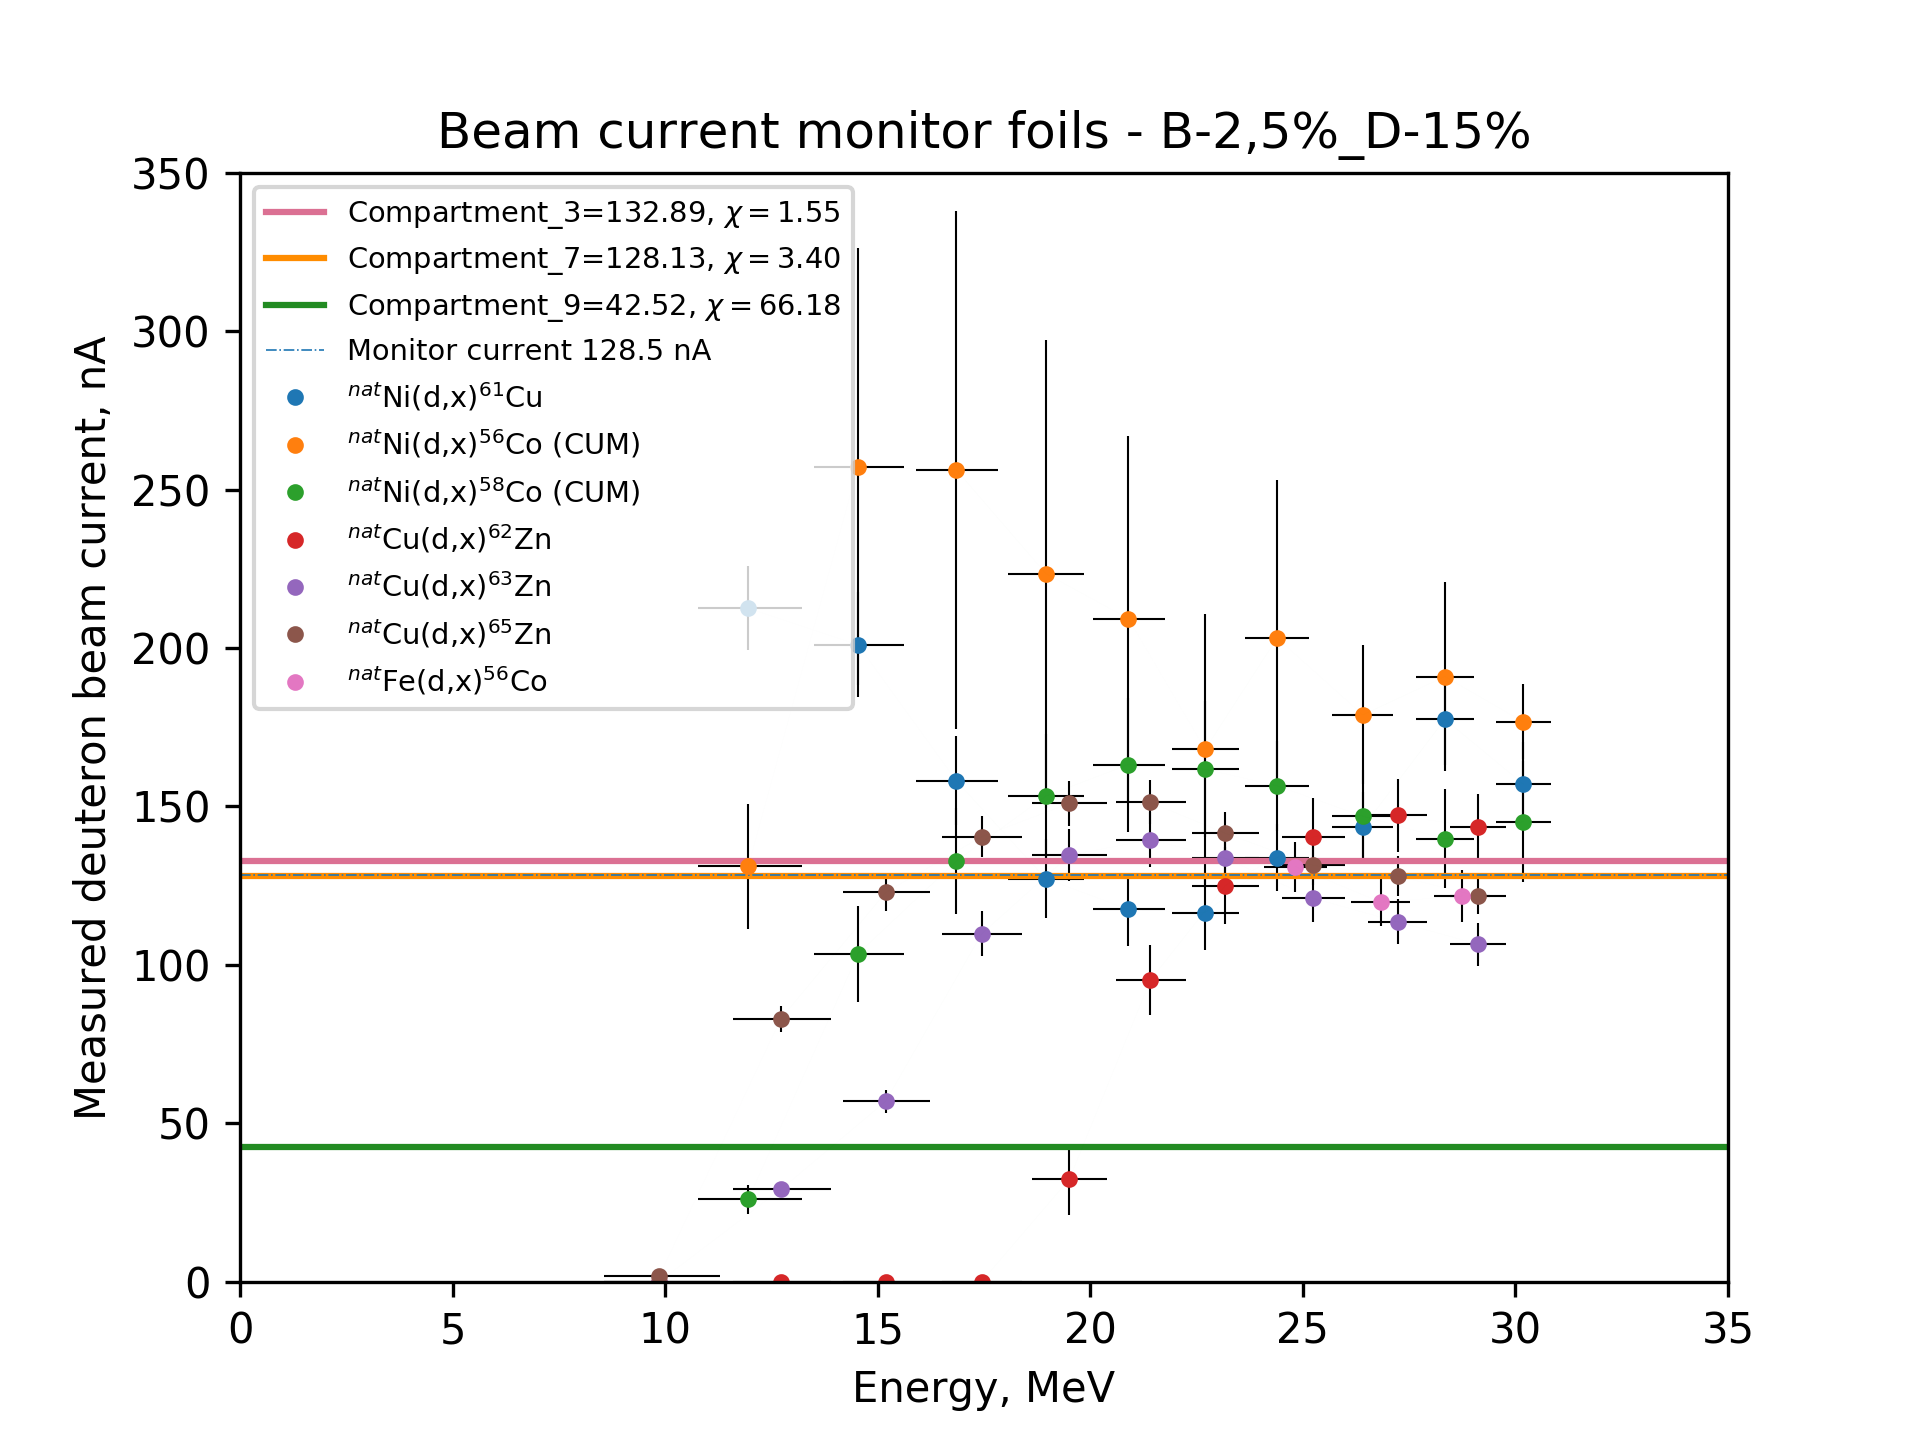 Beam current monitor foils - B-2,5%_D-15%
Measured deuteron beam current, nA
350
300
250
200
150
100
50
0
Compartment_3=132.89, χ = 1.55
Compartment_7=128.13, χ = 3.40
Compartment_9=42.52, χ = 66.18
Monitor current 128.5 nA
ⁿᵃᵗNi(d,x)⁶¹Cu
ⁿᵃᵗNi(d,x)⁵⁶Co (CUM)
ⁿᵃᵗNi(d,x)⁵⁸Co (CUM)
ⁿᵃᵗCu(d,x)⁶²Zn
ⁿᵃᵗCu(d,x)⁶³Zn
ⁿᵃᵗCu(d,x)⁶⁵Zn
ⁿᵃᵗFe(d,x)⁵⁶Co
0 5 10 15 20 25 30 35
Energy, MeV